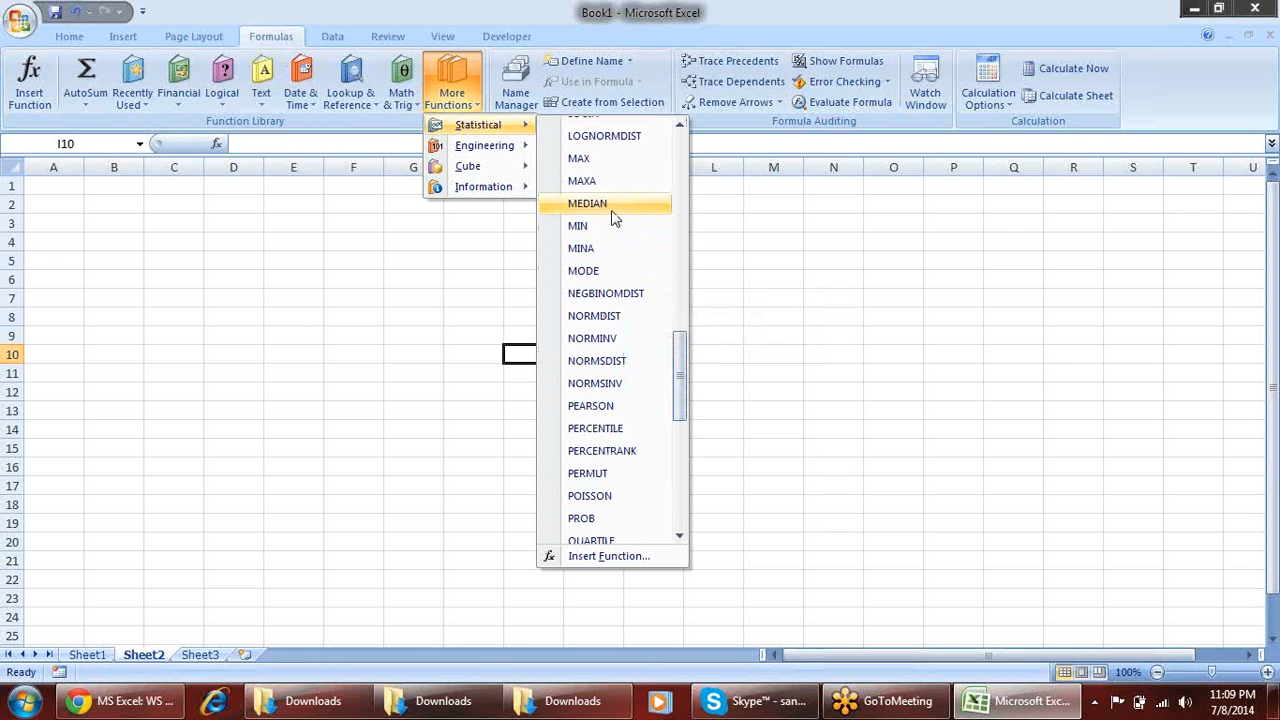 Book1 - Microsoft Excel
Home Insert Page Layout Formulas Data Review View Developer
Insert Function
AutoSum
Recently Used
Financial
Logical
Text
Date & Time
Lookup & Reference
Math & Trig
More Functions
Function Library
Name Manager
Define Name
Use in Formula
Create from Selection
Trace Precedents
Trace Dependents
Remove Arrows
Show Formulas
Error Checking
Evaluate Formula
Formula Auditing
Watch Window
Calculation Options
Calculate Now
Calculate Sheet
Calculation
I10
fx
Statistical
Engineering
Cube
Information
LOGNORMDIST
MAX
MAXA
MEDIAN
MIN
MINA
MODE
NEGBINOMDIST
NORMDIST
NORMINV
NORMSDIST
NORMSINV
PEARSON
PERCENTILE
PERCENTRANK
PERMUT
POISSON
PROB
QUARTILE
fx Insert Function...
A B C D E F G L M N O P Q R S T U
1
2
3
4
5
6
7
8
9
10
11
12
13
14
15
16
17
18
19
20
21
22
23
24
25
Sheet1 Sheet2 Sheet3
Ready
100%
MS Excel: WS ...
Downloads
Downloads
Downloads
Skype™ - san...
GoToMeeting
Microsoft Exc...
11:09 PM
7/8/2014